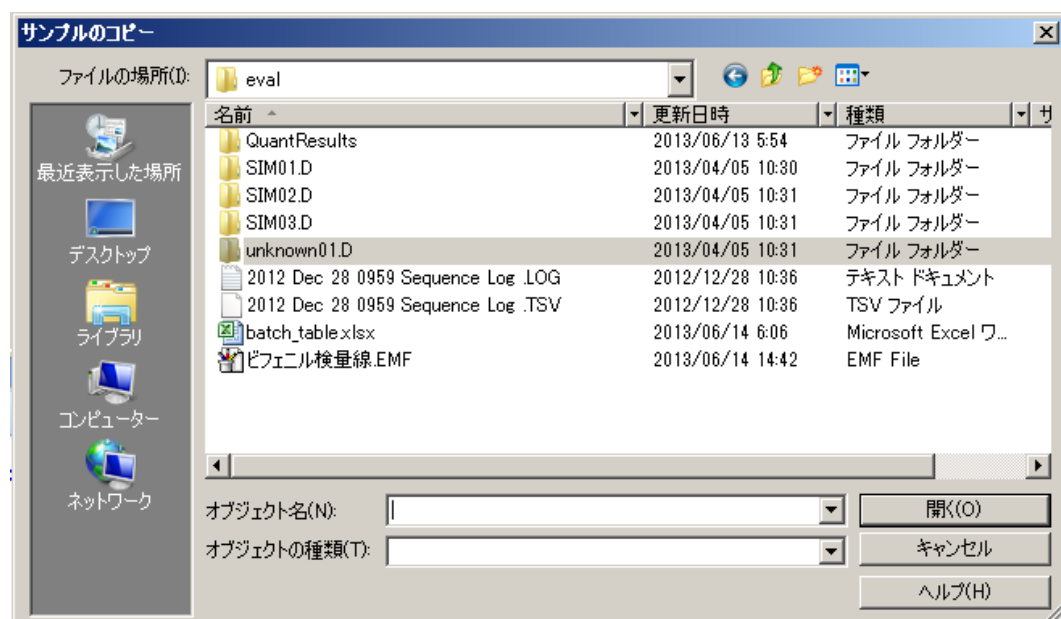 サンプルのコピー
ファイルの場所(I):
eval
名前 更新日時 種類 サ
QuantResults 2013/06/13 5:54 ファイル フォルダー
SIM01.D 2013/04/05 10:30 ファイル フォルダー
SIM02.D 2013/04/05 10:31 ファイル フォルダー
SIM03.D 2013/04/05 10:31 ファイル フォルダー
unknown01.D 2013/04/05 10:31 ファイル フォルダー
2012 Dec 28 0959 Sequence Log .LOG 2012/12/28 10:36 テキスト ドキュメント
2012 Dec 28 0959 Sequence Log .TSV 2012/12/28 10:36 TSV ファイル
batch_table.xlsx 2013/06/14 6:06 Microsoft Excel ワ...
ビフェニル検量線.EMF 2013/06/14 14:42 EMF File
最近表示した場所
デスクトップ
ライブラリ
コンピューター
ネットワーク
オブジェクト名(N):
開く(O)
オブジェクトの種類(T):
キャンセル
ヘルプ(H)